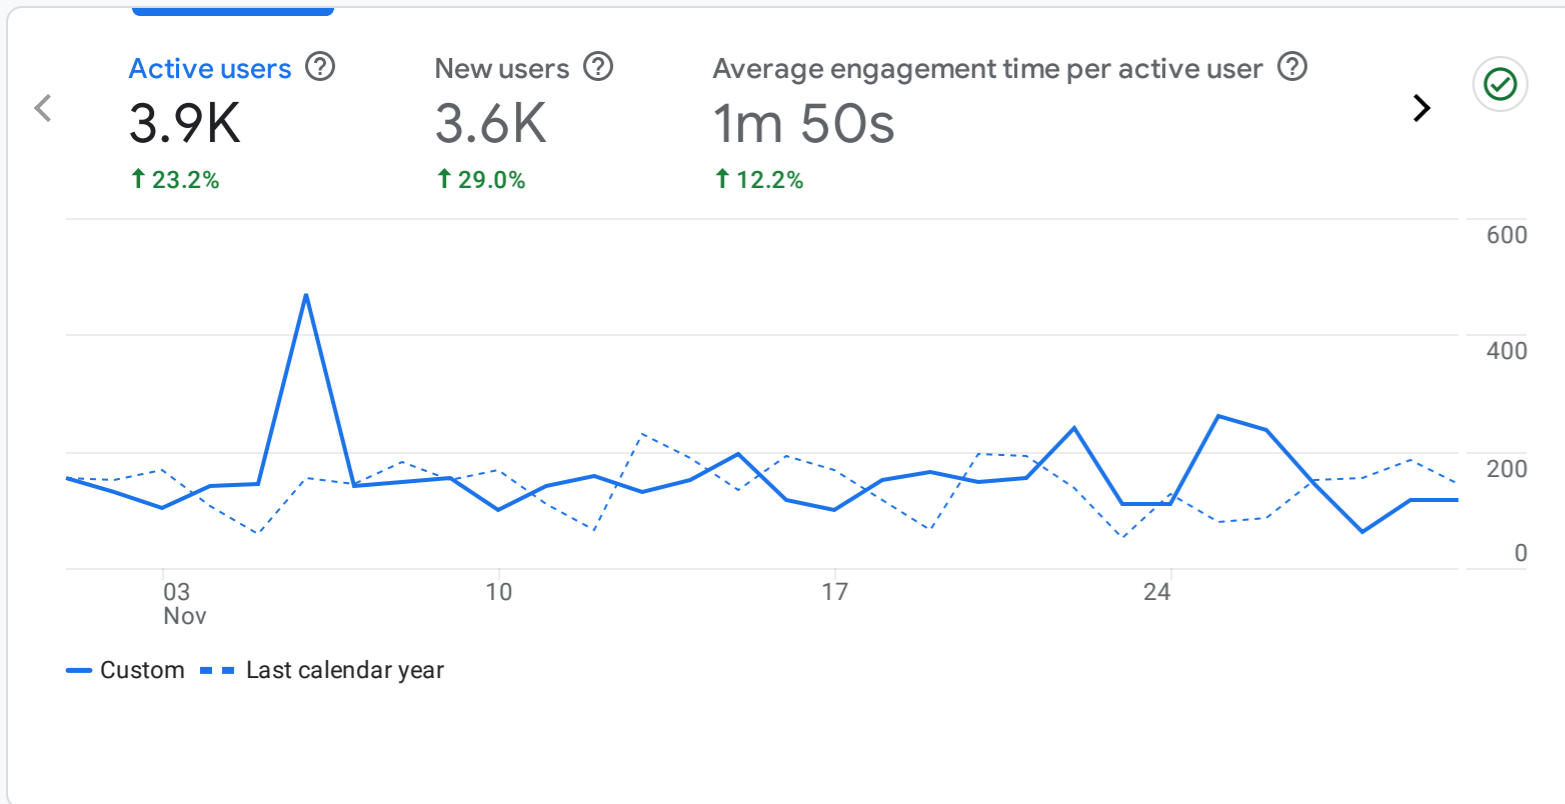 Active users
3.9K
↑ 23.2%
New users
3.6K
↑ 29.0%
Average engagement time per active user
1m 50s
↑ 12.2%
600
400
200
0
03
Nov
10
17
24
Custom
Last calendar year